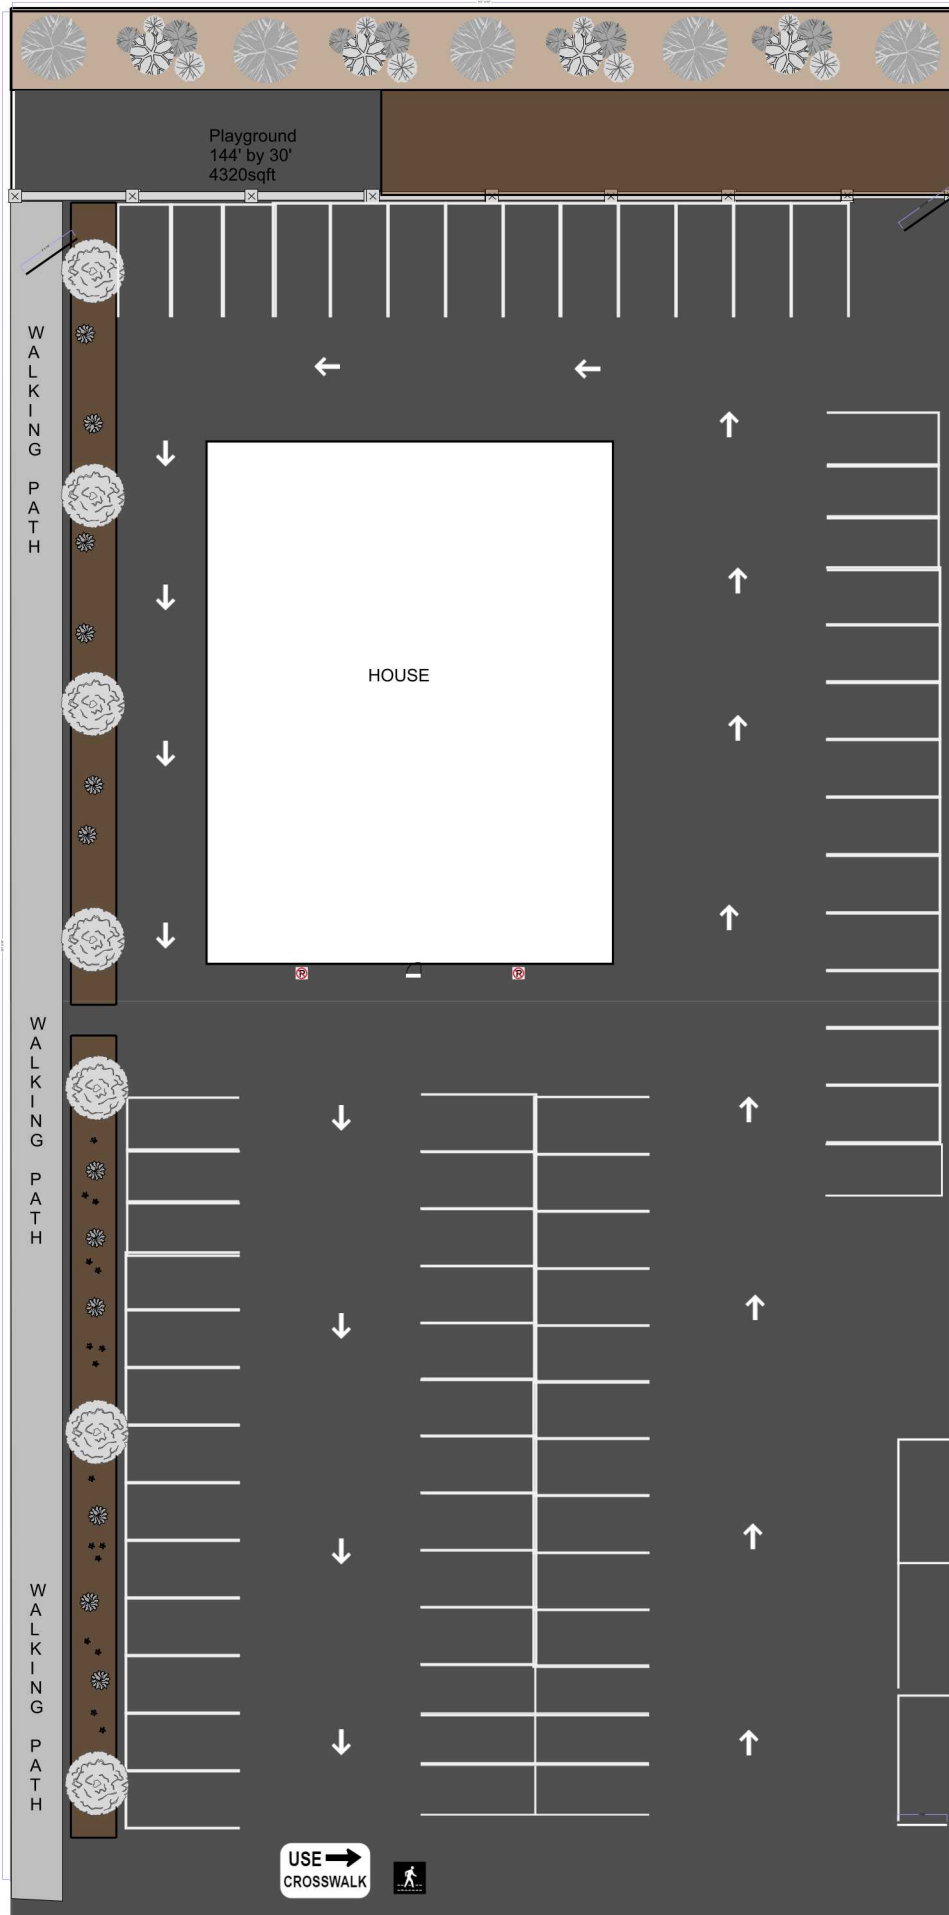 Playground
144' by 30'
4320sqft
WALKING PATH
HOUSE
WALKING PATH
WALKING PATH
USE
CROSSWALK